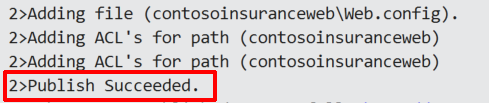 2>Adding file (contosoinsuranceweb\Web.config).
2>Adding ACL's for path (contosoinsuranceweb)
2>Adding ACL's for path (contosoinsuranceweb)
2>Publish Succeeded.